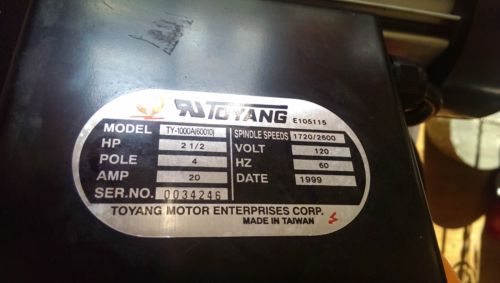 TOYANG
E105115
MODEL TY-1000A(60010) SPINDLE SPEEDS 1720/2600
HP 2 1/2 VOLT 120
POLE 4 HZ 60
AMP 20 DATE 1999
SER.NO. 0034246
TOYANG MOTOR ENTERPRISES CORP.
MADE IN TAIWAN